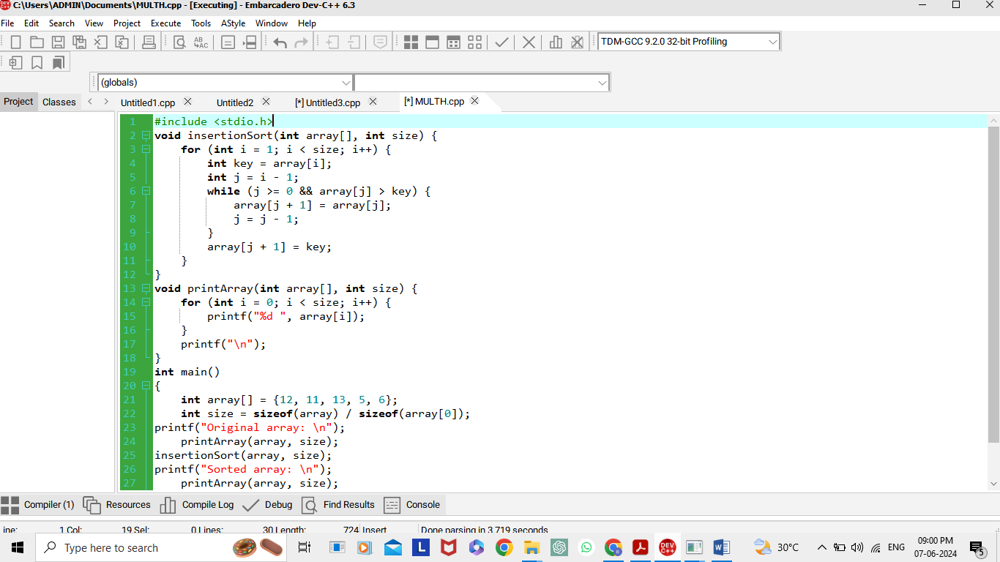 C:\Users\ADMIN\Documents\MULTH.cpp - [Executing] - Embarcadero Dev-C++ 6.3
File Edit Search View Project Execute Tools AStyle Window Help
TDM-GCC 9.2.0 32-bit Profiling
(globals)
Project Classes Untitled1.cpp Untitled2 [*] Untitled3.cpp [*] MULTH.cpp
1 #include <stdio.h>
2 void insertionSort(int array[], int size) {
3 for (int i = 1; i < size; i++) {
4 int key = array[i];
5 int j = i - 1;
6 while (j >= 0 && array[j] > key) {
7 array[j + 1] = array[j];
8 j = j - 1;
9 }
10 array[j + 1] = key;
11 }
12 }
13 void printArray(int array[], int size) {
14 for (int i = 0; i < size; i++) {
15 printf("%d ", array[i]);
16 }
17 printf("\n");
18 }
19 int main()
20 {
21 int array[] = {12, 11, 13, 5, 6};
22 int size = sizeof(array) / sizeof(array[0]);
23 printf("Original array: \n");
24 printArray(array, size);
25 insertionSort(array, size);
26 printf("Sorted array: \n");
27 printArray(array, size);
Compiler (1) Resources Compile Log Debug Find Results Console
ine: 1 Col: 19 Sel: 0 Lines: 30 Length: 724 Insert Done parsing in 3.719 seconds
Type here to search 30°C ENG 09:00 PM
07-06-2024 5